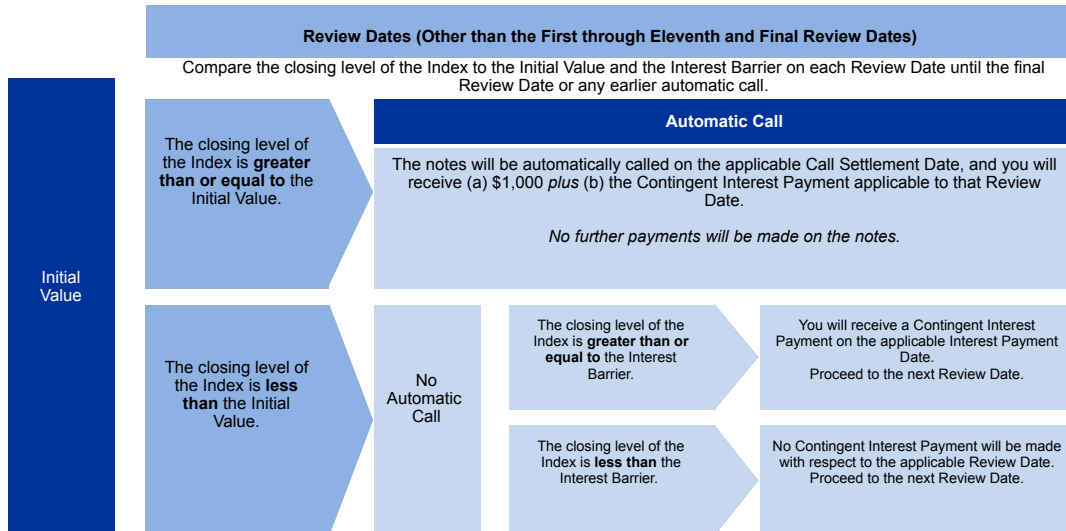 Review Dates (Other than the First through Eleventh and Final Review Dates)
Compare the closing level of the Index to the Initial Value and the Interest Barrier on each Review Date until the final
Review Date or any earlier automatic call.
Initial
Value
The closing level of
the Index is greater
than or equal to the
Initial Value.
Automatic Call
The notes will be automatically called on the applicable Call Settlement Date, and you will
receive (a) $1,000 plus (b) the Contingent Interest Payment applicable to that Review
Date.
No further payments will be made on the notes.
The closing level of
the Index is less
than the Initial
Value.
No
Automatic
Call
The closing level of the
Index is greater than or
equal to the Interest
Barrier.
You will receive a Contingent Interest
Payment on the applicable Interest Payment
Date.
Proceed to the next Review Date.
The closing level of the
Index is less than the
Interest Barrier.
No Contingent Interest Payment will be made
with respect to the applicable Review Date.
Proceed to the next Review Date.